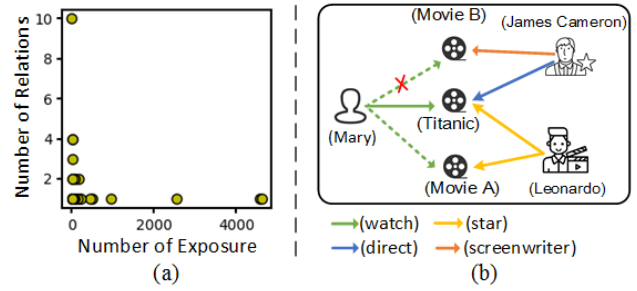 (a)
10
8
6
4
2
Number of Relations
0
2000
4000
Number of Exposure
(a)
(Movie B)
(James Cameron)
(Mary)
(Titanic)
(Movie A)
(Leonardo)
(watch)
(star)
(direct)
(screenwriter)
(b)